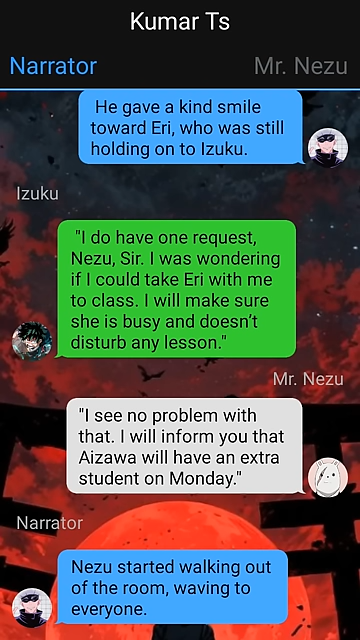 Kumar Ts
Narrator
Mr. Nezu
He gave a kind smile
toward Eri, who was still
holding on to Izuku.
Izuku
"I do have one request,
Nezu, Sir. I was wondering
if I could take Eri with me
to class. I will make sure
she is busy and doesn't
disturb any lesson."
Mr. Nezu
"I see no problem with
that. I will inform you that
Aizawa will have an extra
student on Monday."
Narrator
Nezu started walking out
of the room, waving to
everyone.